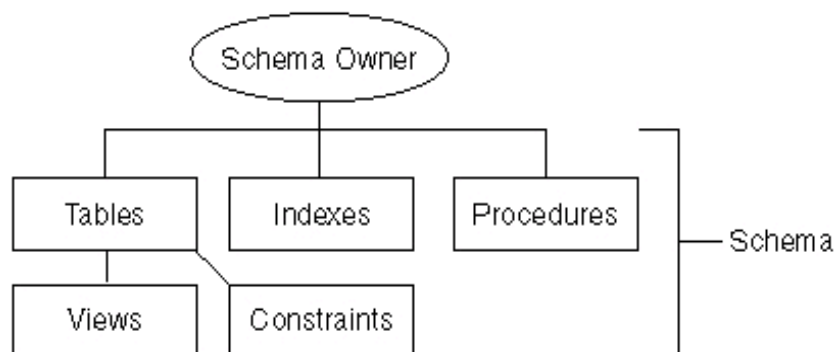 Schema Owner
Tables
Indexes
Procedures
Schema
Views
Constraints